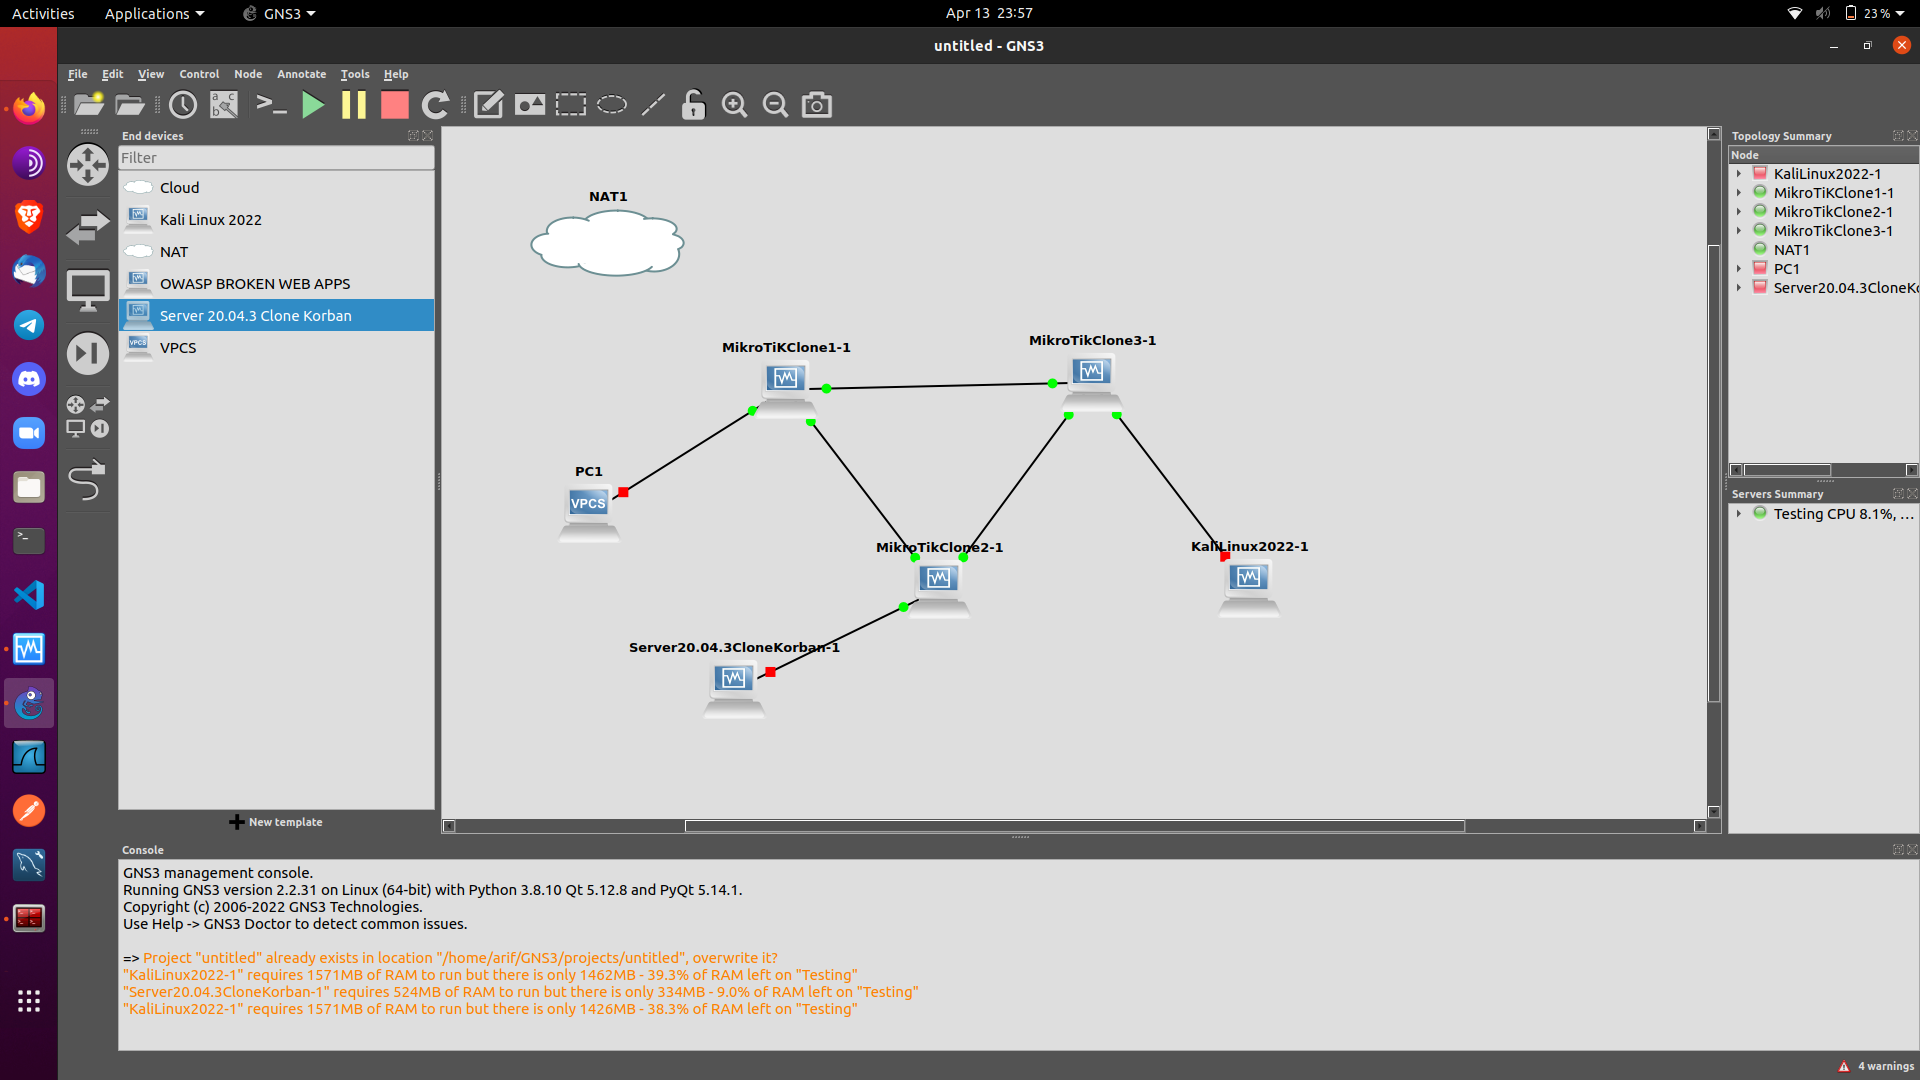 Activities Applications GNS3 Apr 13 23:57 23 %
untitled - GNS3
File Edit View Control Node Annotate Tools Help
End devices
Filter
Cloud
Kali Linux 2022
NAT
OWASP BROKEN WEB APPS
Server 20.04.3 Clone Korban
VPCS
VPCS
New template
NAT1
MikroTiKClone1-1
MikroTikClone3-1
PC1
VPCS
MikroTikClone2-1
KaliLinux2022-1
Server20.04.3CloneKorban-1
Topology Summary
Node
KaliLinux2022-1
MikroTiKClone1-1
MikroTikClone2-1
MikroTikClone3-1
NAT1
PC1
Server20.04.3CloneKo
Servers Summary
Testing CPU 8.1%, ...
Console
GNS3 management console.
Running GNS3 version 2.2.31 on Linux (64-bit) with Python 3.8.10 Qt 5.12.8 and PyQt 5.14.1.
Copyright (c) 2006-2022 GNS3 Technologies.
Use Help -> GNS3 Doctor to detect common issues.
=> Project "untitled" already exists in location "/home/arif/GNS3/projects/untitled", overwrite it?
"KaliLinux2022-1" requires 1571MB of RAM to run but there is only 1462MB - 39.3% of RAM left on "Testing"
"Server20.04.3CloneKorban-1" requires 524MB of RAM to run but there is only 334MB - 9.0% of RAM left on "Testing"
"KaliLinux2022-1" requires 1571MB of RAM to run but there is only 1426MB - 38.3% of RAM left on "Testing"
4 warnings